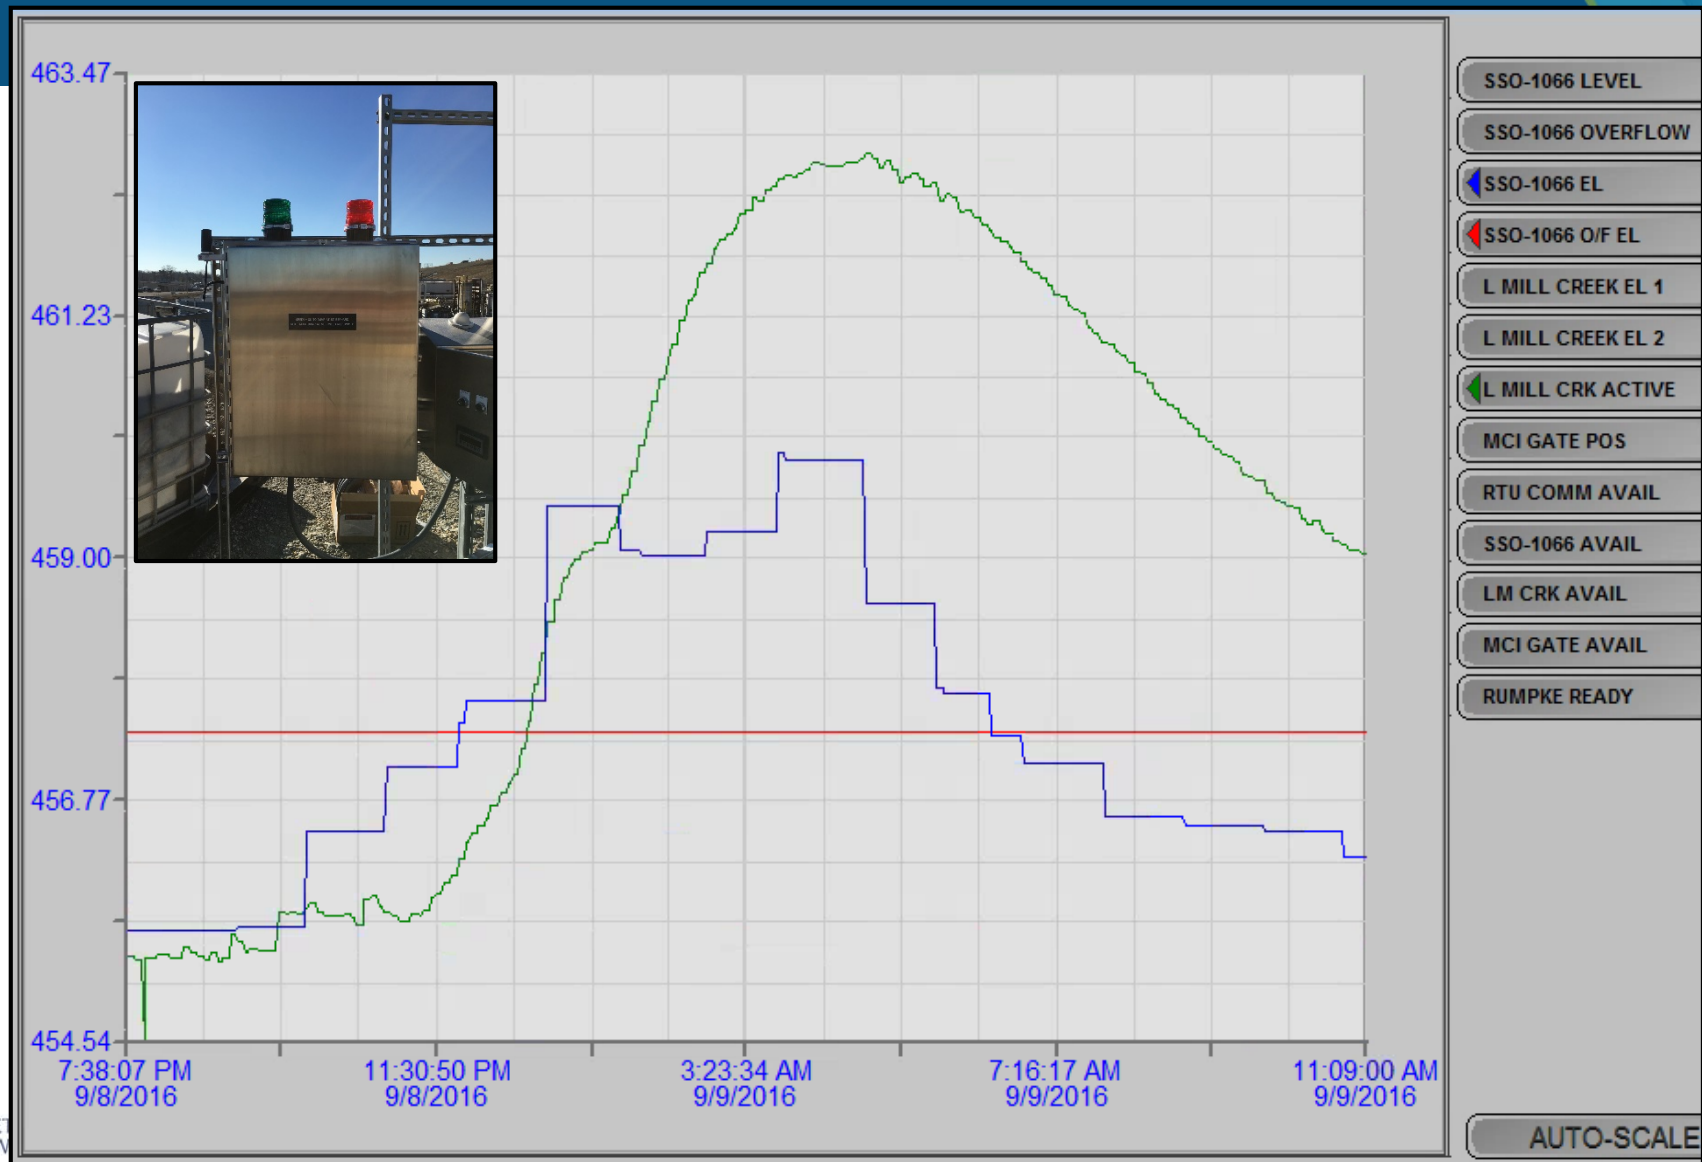 463.47
461.23
459.00
456.77
454.54
7:38:07 PM
9/8/2016
11:30:50 PM
9/8/2016
3:23:34 AM
9/9/2016
7:16:17 AM
9/9/2016
11:09:00 AM
9/9/2016
SSO-1066 LEVEL
SSO-1066 OVERFLOW
SSO-1066 EL
SSO-1066 O/F EL
L MILL CREEK EL 1
L MILL CREEK EL 2
L MILL CRK ACTIVE
MCI GATE POS
RTU COMM AVAIL
SSO-1066 AVAIL
LM CRK AVAIL
MCI GATE AVAIL
RUMPKE READY
AUTO-SCALE